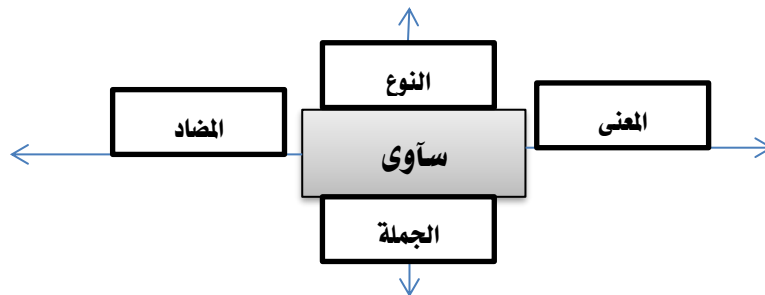 النوع
المعنى
المضاد
سآوى
الجملة